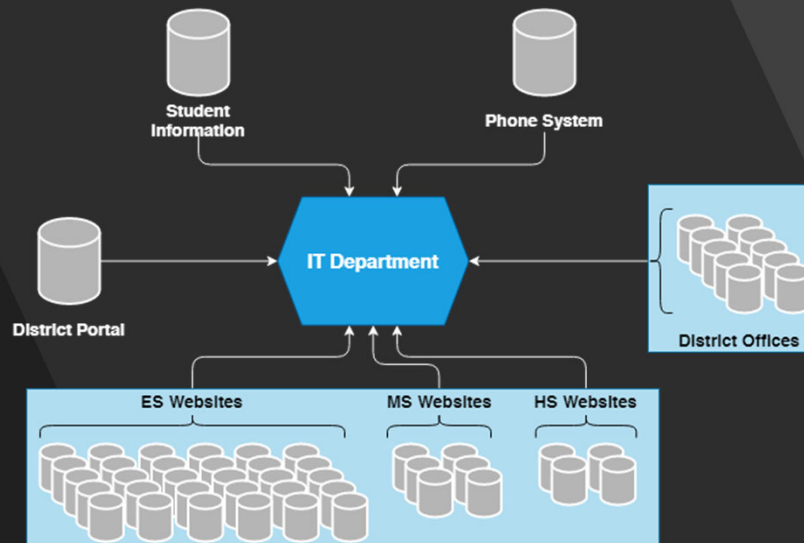 Student
Information
Phone System
IT Department
District Portal
District Offices
ES Websites
MS Websites
HS Websites